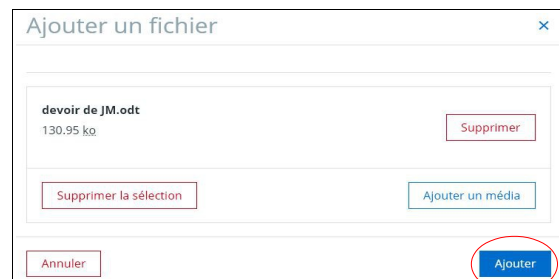 Ajouter un fichier ×
devoir de JM.odt
130.95 ko
Supprimer
Supprimer la sélection Ajouter un média
Annuler Ajouter